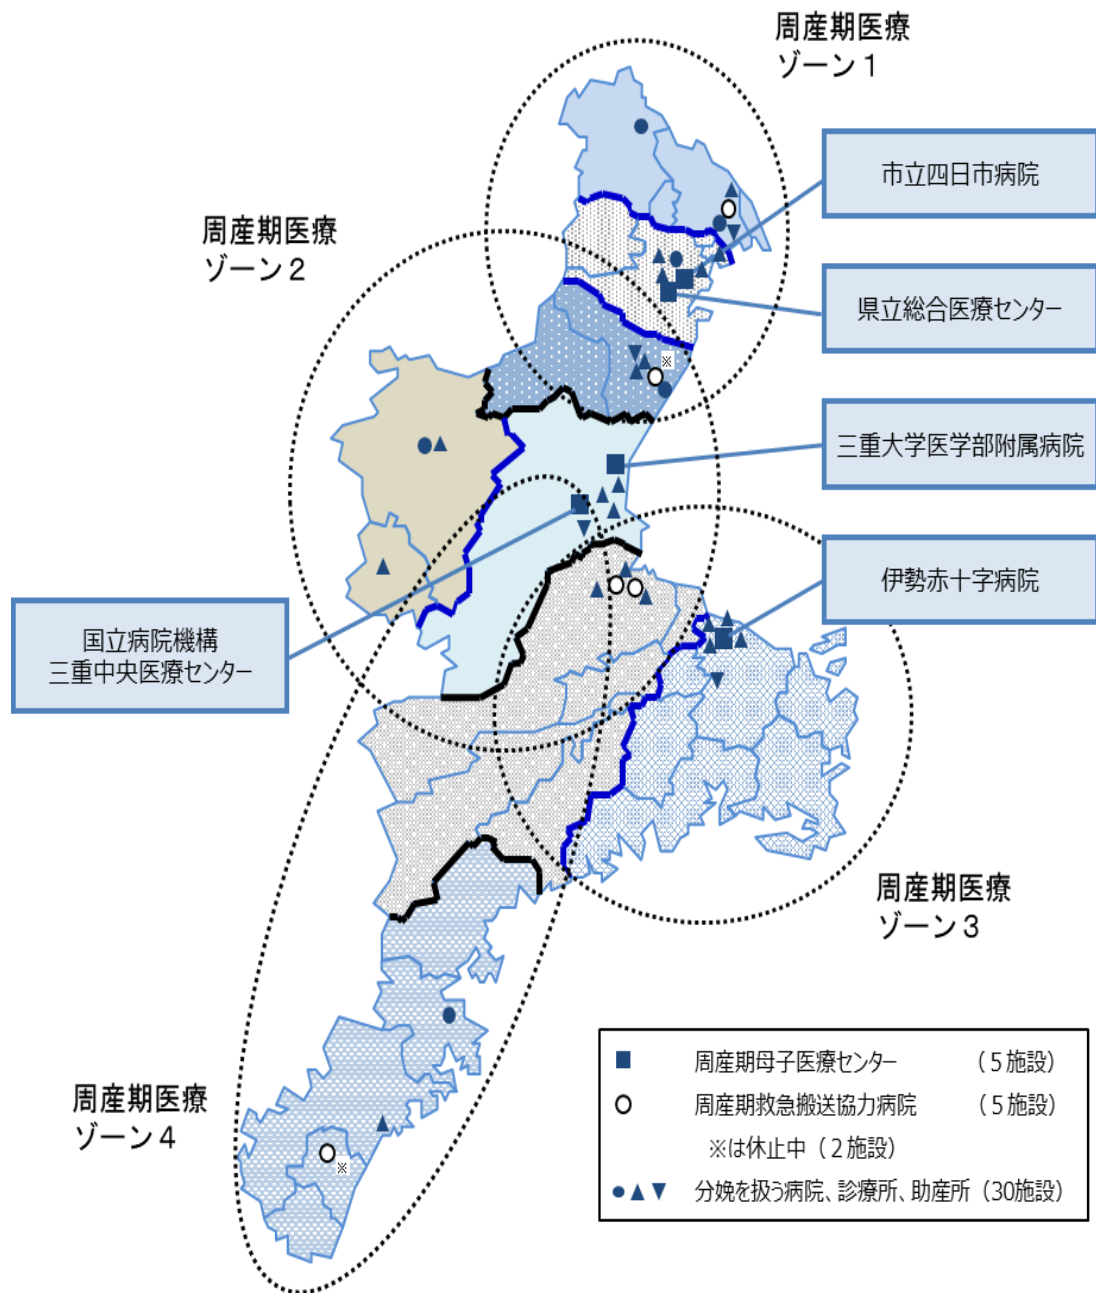 周産期医療
ゾーン１
市立四日市病院
周産期医療
ゾーン２
県立総合医療センター
※
三重大学医学部附属病院
伊勢赤十字病院
国立病院機構
三重中央医療センター
周産期医療
ゾーン３
周産期医療
ゾーン４
※
■ 周産期母子医療センター （５施設）
○ 周産期救急搬送協力病院 （５施設）
※は休止中（２施設）
●▲▼ 分娩を扱う病院、診療所、助産所（30施設）